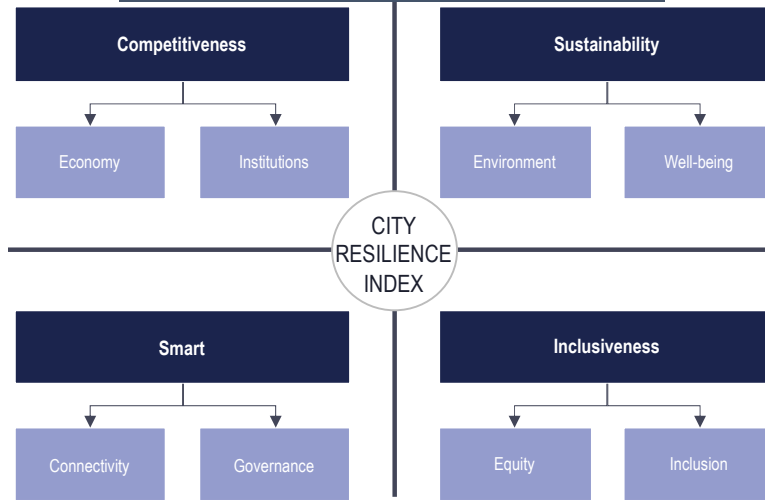 Competitiveness
Sustainability
Economy
Institutions
Environment
Well-being
CITY
RESILIENCE
INDEX
Smart
Inclusiveness
Connectivity
Governance
Equity
Inclusion